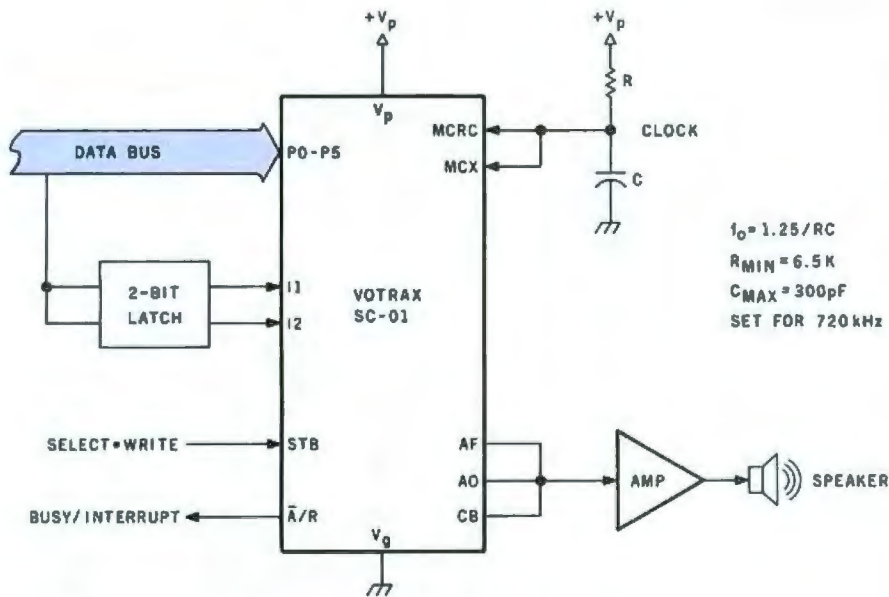 +Vp
+Vp
R
Vp
MCRC
CLOCK
DATA BUS
P0-P5
MCX
C
f₀=1.25/RC
RMIN=6.5K
CMAX=300pF
SET FOR 720kHz
2-BIT
LATCH
I1
I2
VOTRAX
SC-01
SELECT•WRITE
STB
AF
AO
AMP
SPEAKER
BUSY/INTERRUPT
A̅/R
CB
Vg